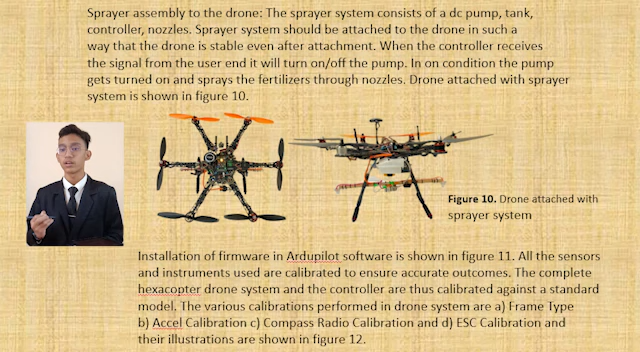 Sprayer assembly to the drone: The sprayer system consists of a dc pump, tank,
controller, nozzles. Sprayer system should be attached to the drone in such a
way that the drone is stable even after attachment. When the controller receives
the signal from the user end it will turn on/off the pump. In on condition the pump
gets turned on and sprays the fertilizers through nozzles. Drone attached with sprayer
system is shown in figure 10.
Figure 10. Drone attached with
sprayer system
Installation of firmware in Ardupilot software is shown in figure 11. All the sensors
and instruments used are calibrated to ensure accurate outcomes. The complete
hexacopter drone system and the controller are thus calibrated against a standard
model. The various calibrations performed in drone system are a) Frame Type
b) Accel Calibration c) Compass Radio Calibration and d) ESC Calibration and
their illustrations are shown in figure 12.